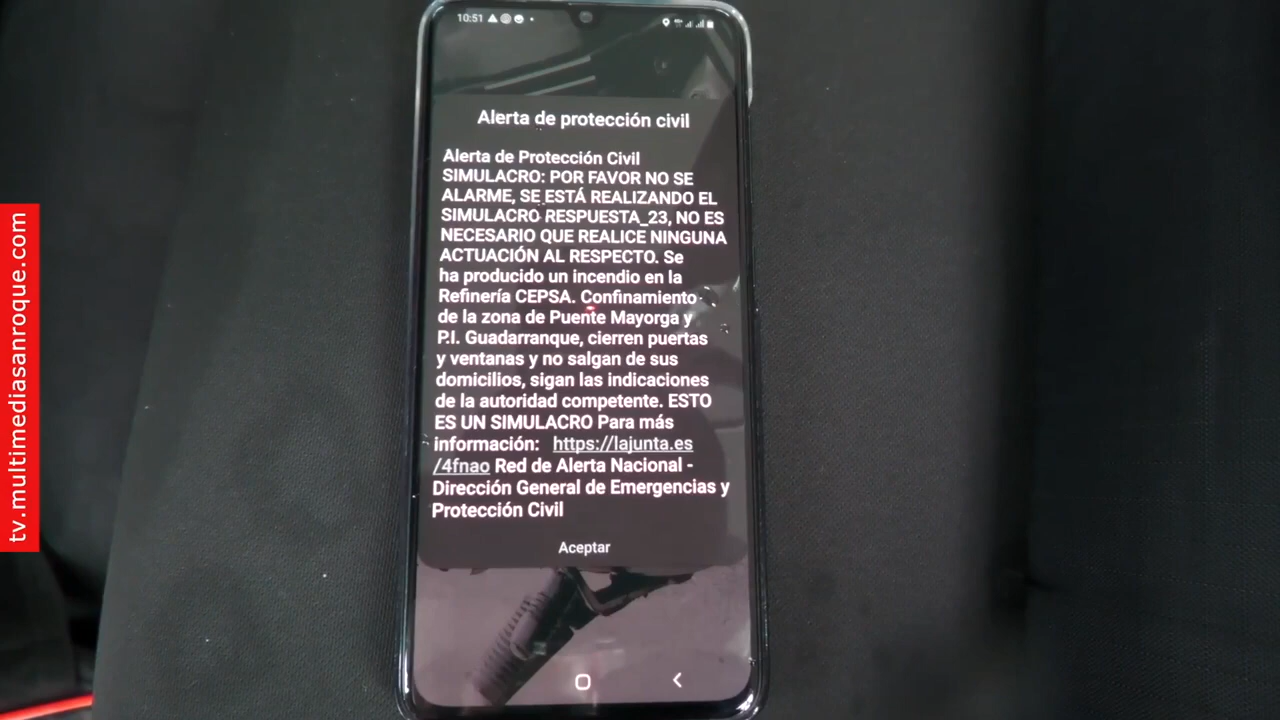 10:51
Alerta de protección civil
Alerta de Protección Civil
SIMULACRO: POR FAVOR NO SE
ALARME, SE ESTÁ REALIZANDO EL
SIMULACRO RESPUESTA_23, NO ES
NECESARIO QUE REALICE NINGUNA
ACTUACIÓN AL RESPECTO. Se
ha producido un incendio en la
Refinería CEPSA. Confinamiento
de la zona de Puente Mayorga y
P.I. Guadarranque, cierren puertas
y ventanas y no salgan de sus
domicilios, sigan las indicaciones
de la autoridad competente. ESTO
ES UN SIMULACRO Para más
información: https://lajunta.es
/4fnao Red de Alerta Nacional -
Dirección General de Emergencias y
Protección Civil
Aceptar
tv.multimediasanroque.com